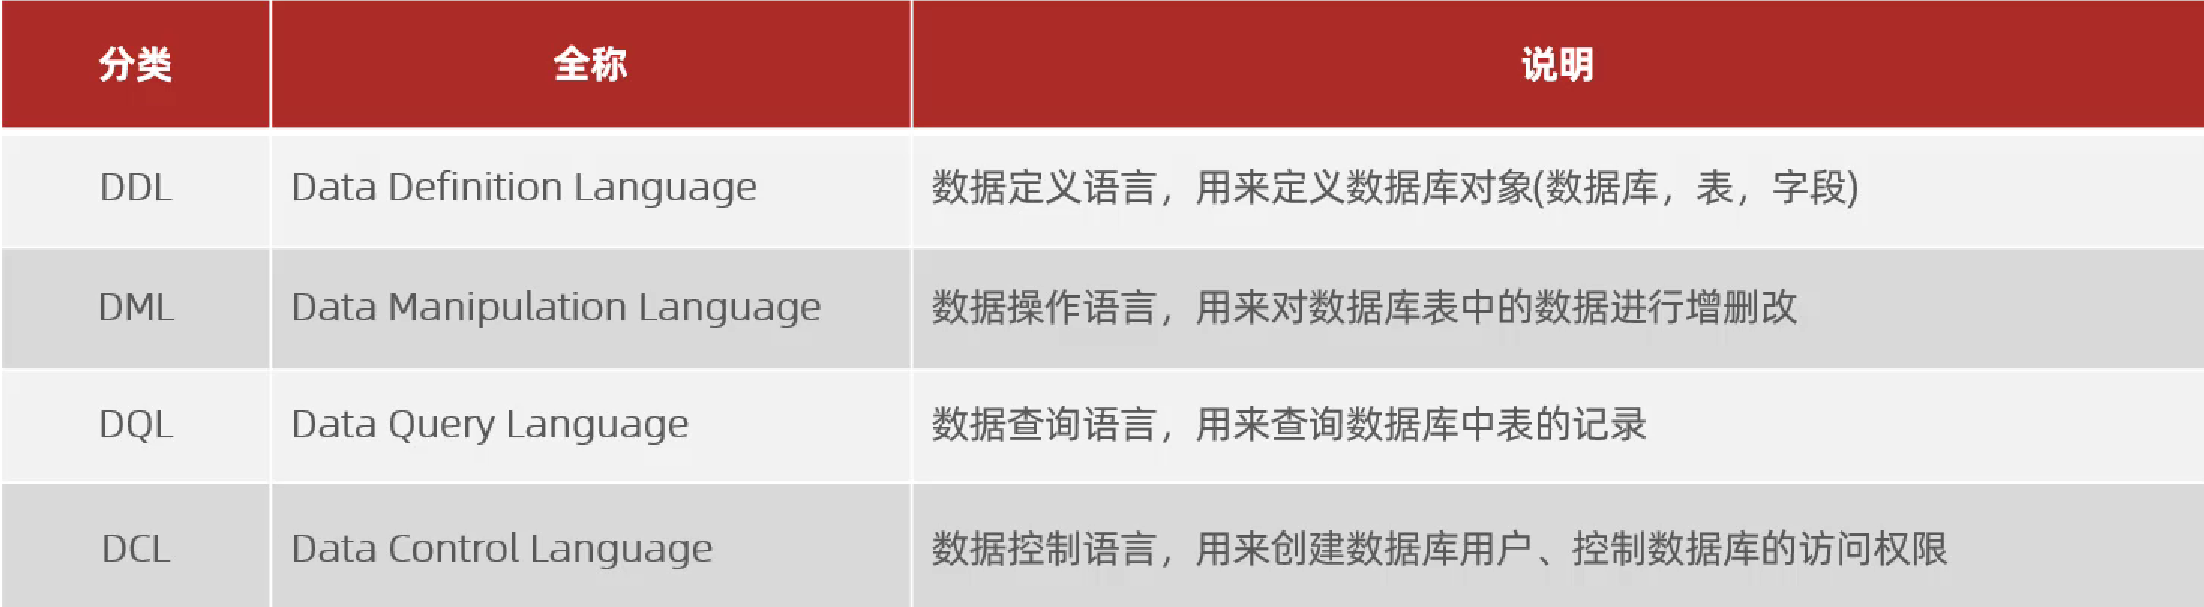 分类 全称 说明
DDL Data Definition Language 数据定义语言，用来定义数据库对象(数据库，表，字段)
DML Data Manipulation Language 数据操作语言，用来对数据库表中的数据进行增删改
DQL Data Query Language 数据查询语言，用来查询数据库中表的记录
DCL Data Control Language 数据控制语言，用来创建数据库用户、控制数据库的访问权限